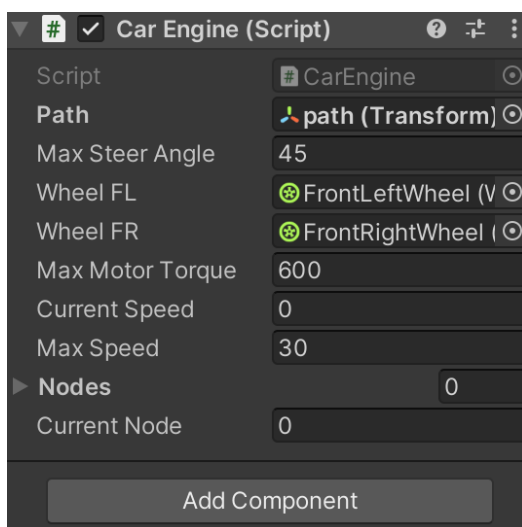 # Car Engine (Script)
Script # CarEngine
Path path (Transform)
Max Steer Angle 45
Wheel FL FrontLeftWheel (
Wheel FR FrontRightWheel (
Max Motor Torque 600
Current Speed 0
Max Speed 30
Nodes 0
Current Node 0
Add Component